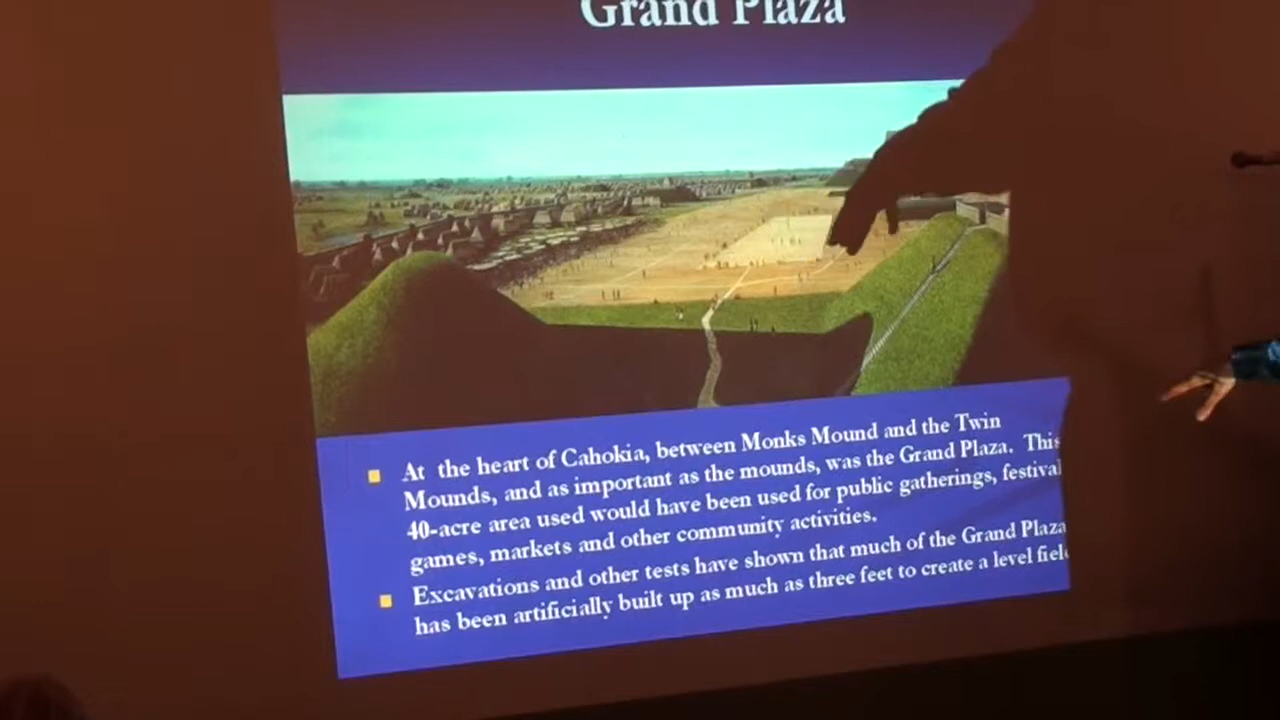 Grand Plaza
At the heart of Cahokia, between Monks Mound and the Twin
Mounds, and as important as the mounds, was the Grand Plaza. This
40-acre area used would have been used for public gatherings, festival
games, markets and other community activities.
Excavations and other tests have shown that much of the Grand Plaza
has been artificially built up as much as three feet to create a level fiel